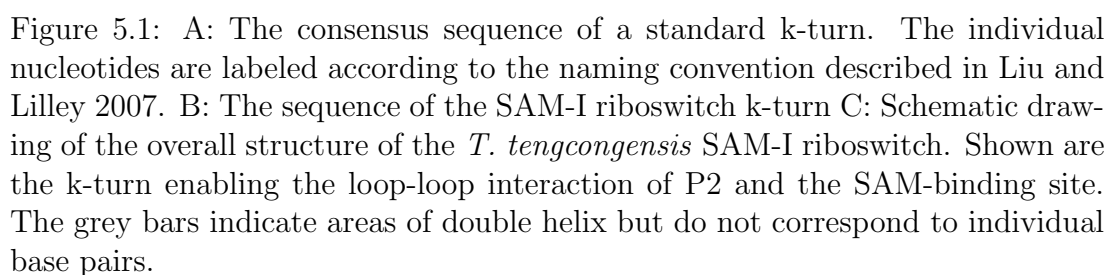 Figure 5.1: A: The consensus sequence of a standard k-turn. The individual
nucleotides are labeled according to the naming convention described in Liu and
Lilley 2007. B: The sequence of the SAM-I riboswitch k-turn C: Schematic draw-
ing of the overall structure of the T. tengcongensis SAM-I riboswitch. Shown are
the k-turn enabling the loop-loop interaction of P2 and the SAM-binding site.
The grey bars indicate areas of double helix but do not correspond to individual
base pairs.